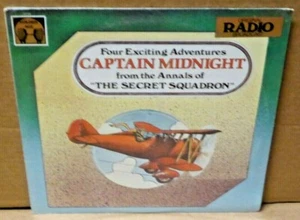 RADIO
Four Exciting Adventures
CAPTAIN MIDNIGHT
from the Annals of
"THE SECRET SQUADRON"